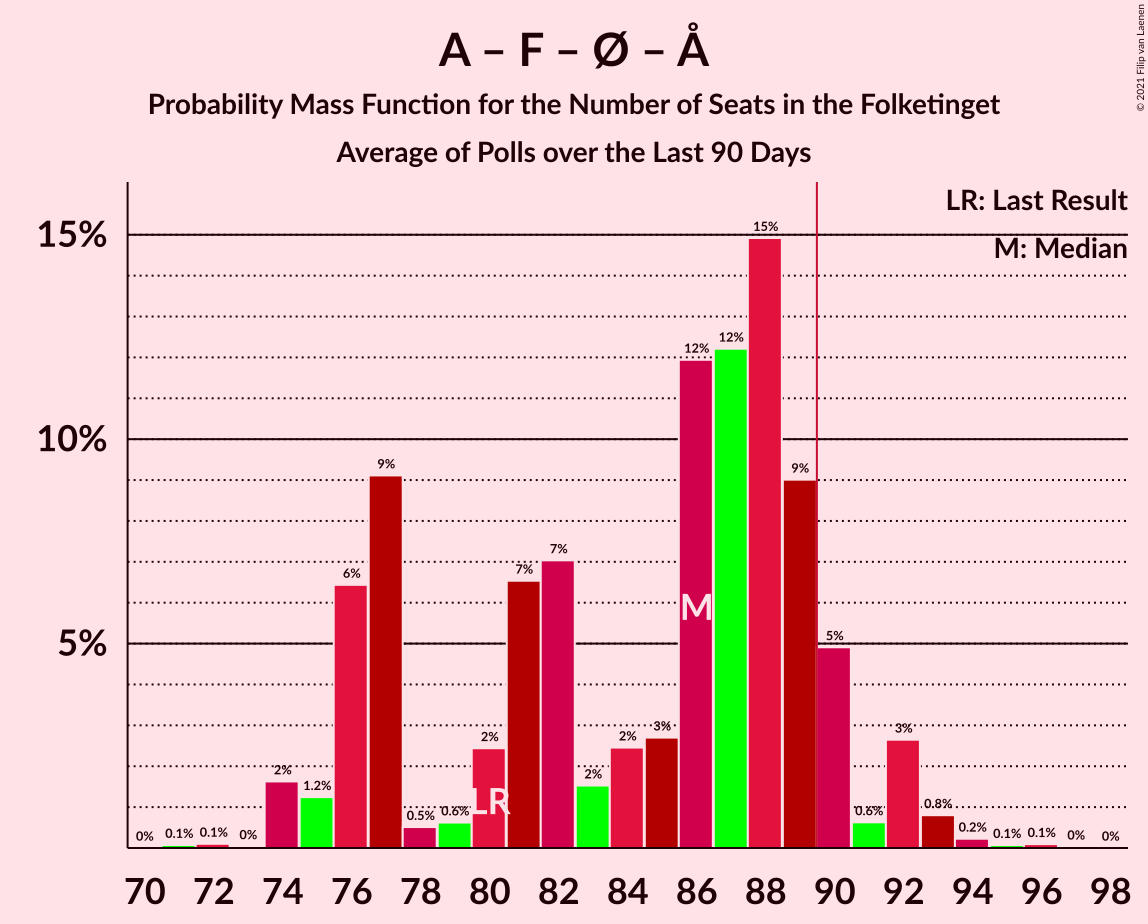 A – F – Ø – Å
Probability Mass Function for the Number of Seats in the Folketinget
Average of Polls over the Last 90 Days
© 2021 Filip van Laenen
LR: Last Result
M: Median
15%
10%
5%
0% 0.1% 0.1% 0% 2% 1.2% 6% 9% 0.5% 0.6% 2% 7% 7% 2% 2% 3% 12% 12% 15% 9% 5% 0.6% 3% 0.8% 0.2% 0.1% 0.1% 0% 0%
LR
M
70 72 74 76 78 80 82 84 86 88 90 92 94 96 98